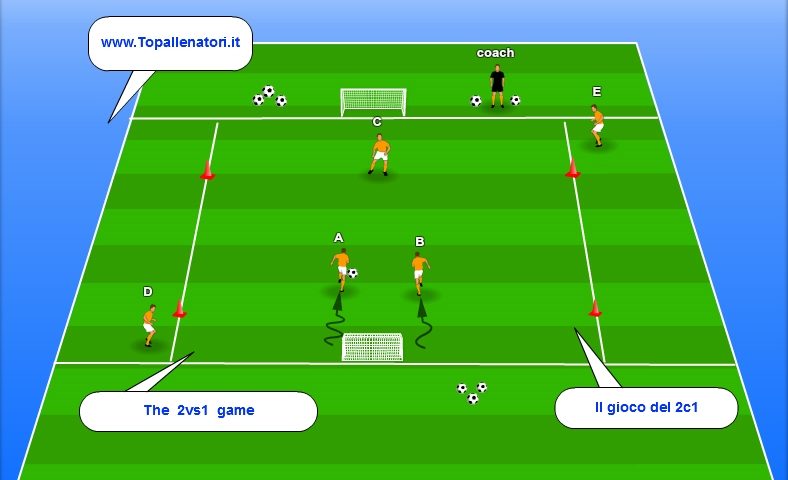 www.Topallenatori.it
coach
E
C
A
B
D
The 2vs1 game
Il gioco del 2c1